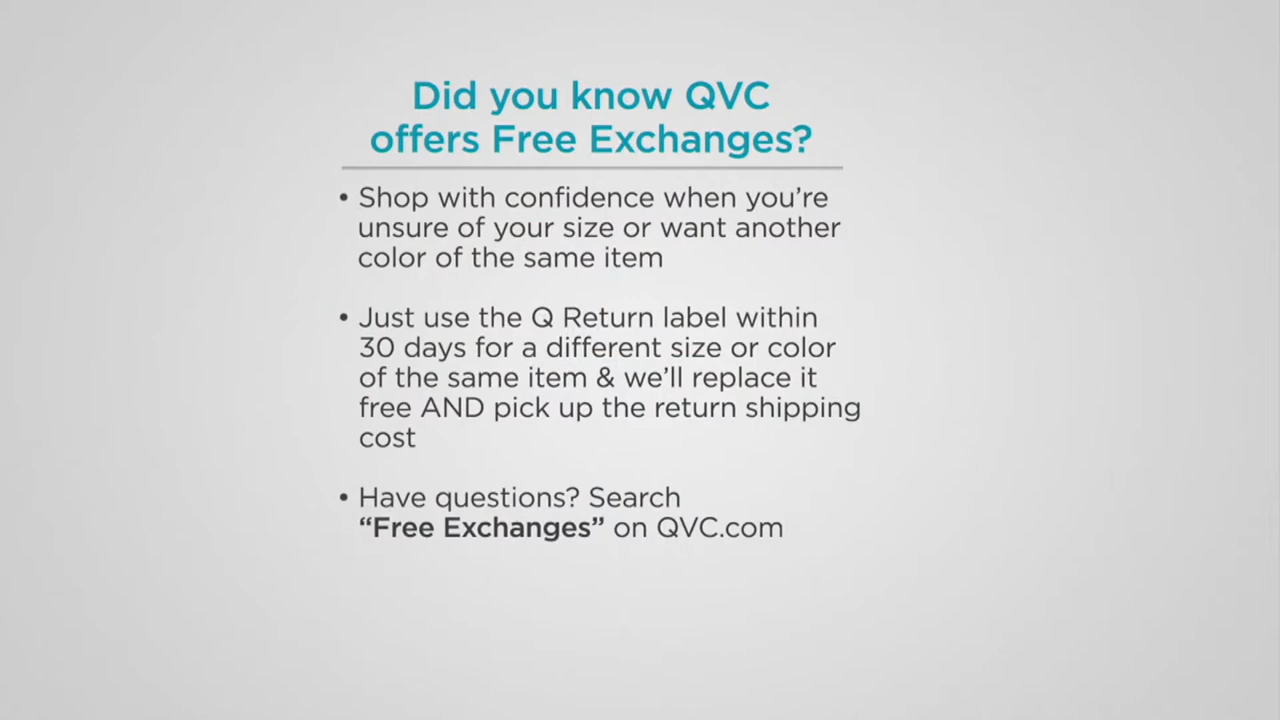 Did you know QVC
offers Free Exchanges?
• Shop with confidence when you’re
unsure of your size or want another
color of the same item
• Just use the Q Return label within
30 days for a different size or color
of the same item & we’ll replace it
free AND pick up the return shipping
cost
• Have questions? Search
“Free Exchanges” on QVC.com